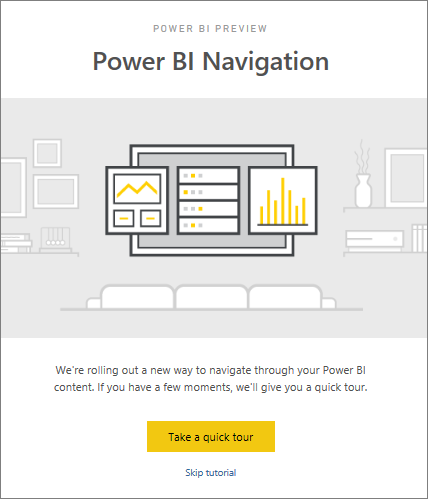 POWER BI PREVIEW
Power BI Navigation
We're rolling out a new way to navigate through your Power BI
content. If you have a few moments, we'll give you a quick tour.
Take a quick tour
Skip tutorial